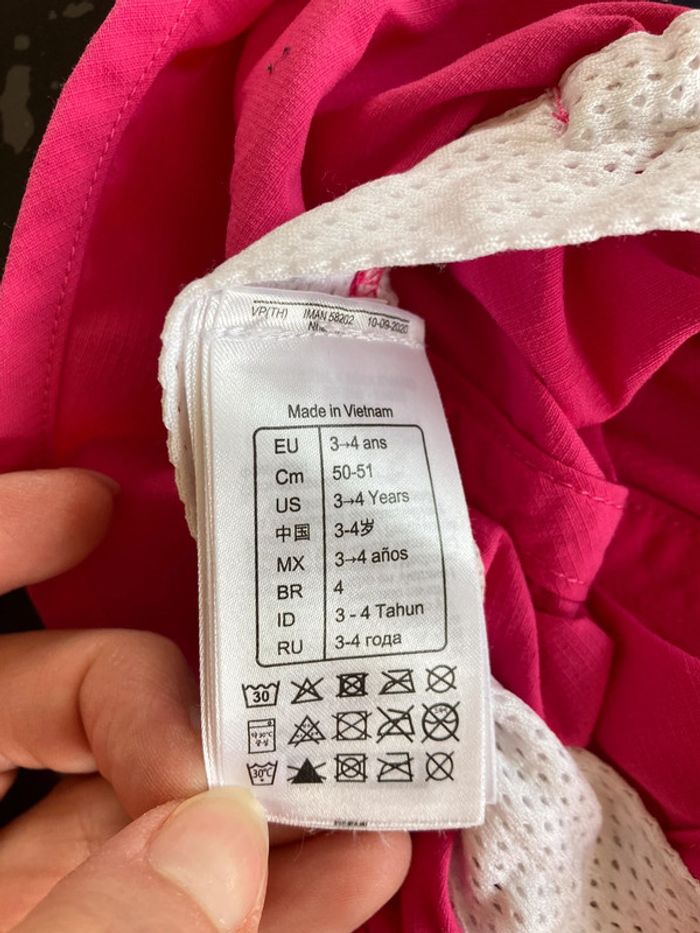 VP(TH) IMAN 58202 10-09-2020
Made in Vietnam
EU 3→4 ans
Cm 50-51
US 3→4 Years
中国 3-4岁
MX 3→4 años
BR 4
ID 3 - 4 Tahun
RU 3-4 года
30
30℃